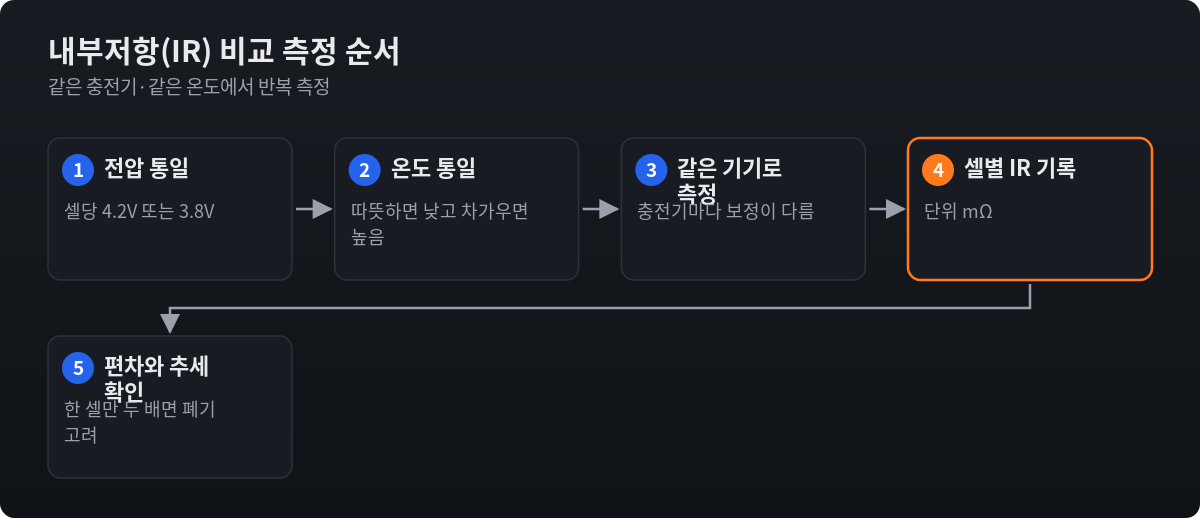 내부저항(IR) 비교 측정 순서
같은 충전기 · 같은 온도에서 반복 측정
1 전압 통일
셀당 4.2V 또는 3.8V
2 온도 통일
따뜻하면 낮고 차가우면
높음
3 같은 기기로
측정
충전기마다 보정이 다름
4 셀별 IR 기록
단위 mΩ
5 편차와 추세
확인
한 셀만 두 배면 폐기
고려